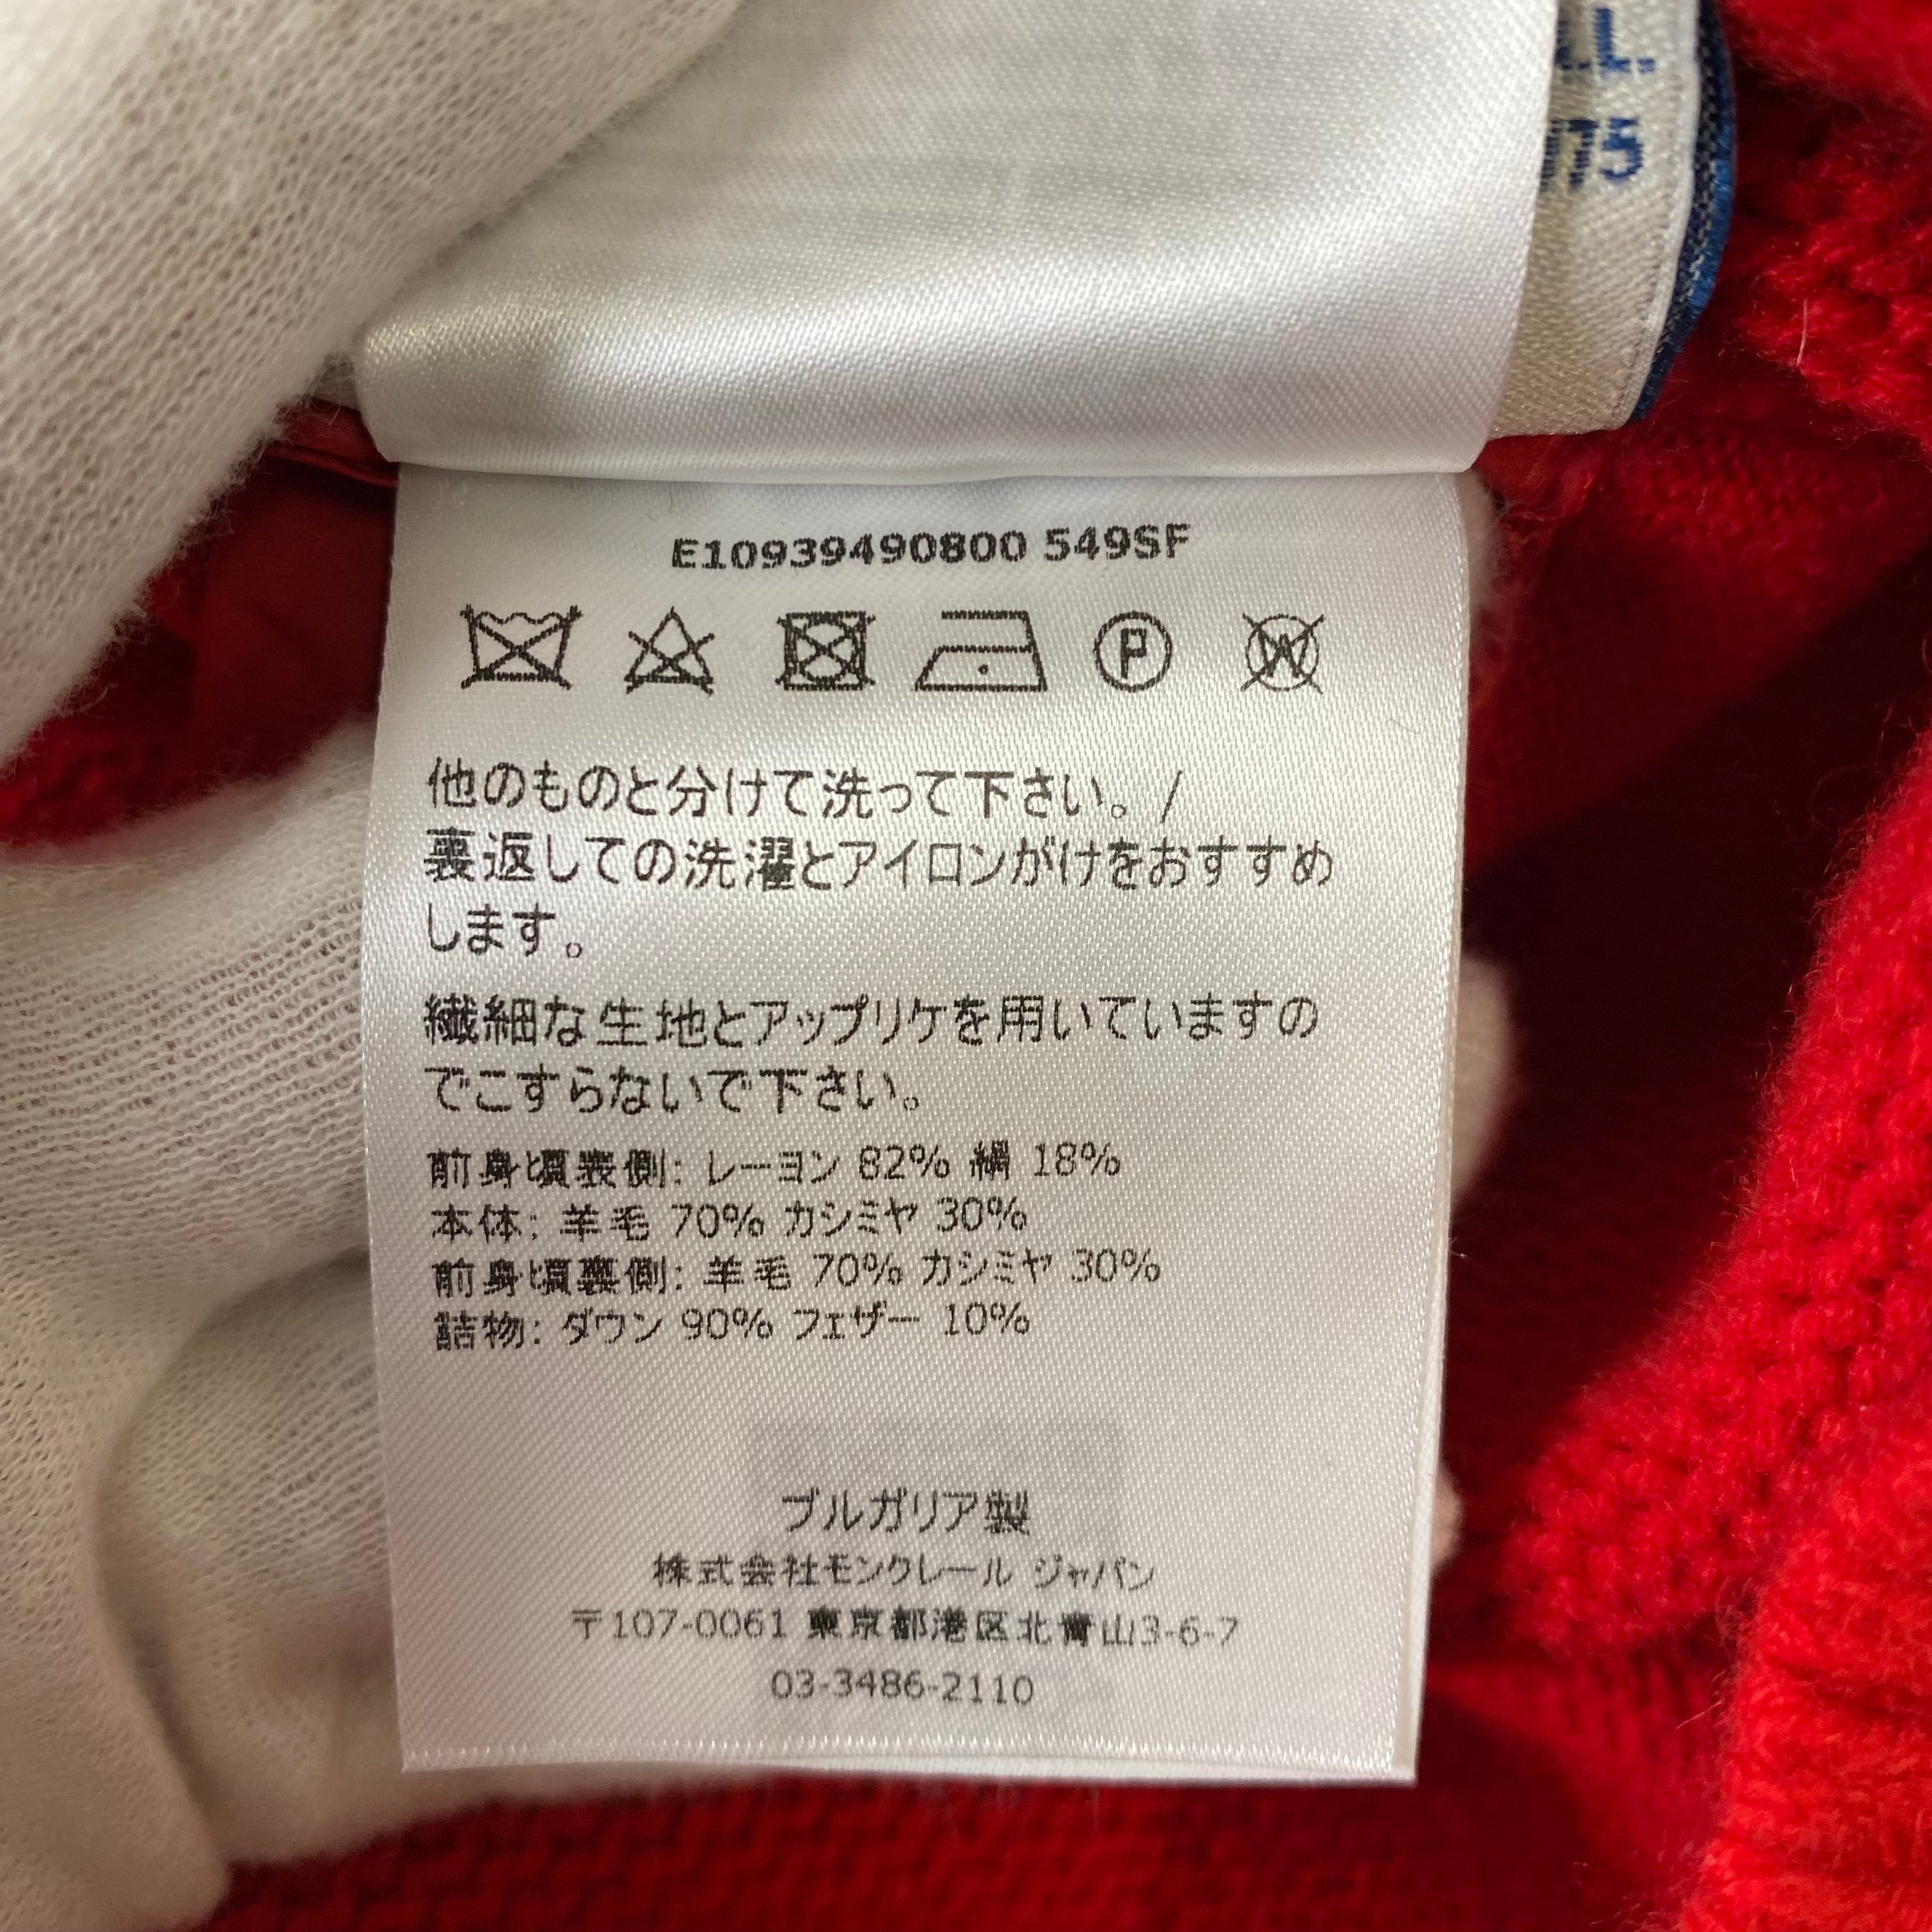 .L.
75
E10939490800 549SF
P W
他のものと分けて洗って下さい。/
裏返しての洗濯とアイロンがけをおすすめ
します。
繊細な生地とアップリケを用いていますの
でこすらないで下さい。
前身頃表側: レーヨン 82% 絹 18%
本体: 羊毛 70% カシミヤ 30%
前身頃裏側: 羊毛 70% カシミヤ 30%
詰物: ダウン 90% フェザー 10%
ブルガリア製
株式会社モンクレール ジャパン
〒107-0061 東京都港区北青山3-6-7
03-3486-2110